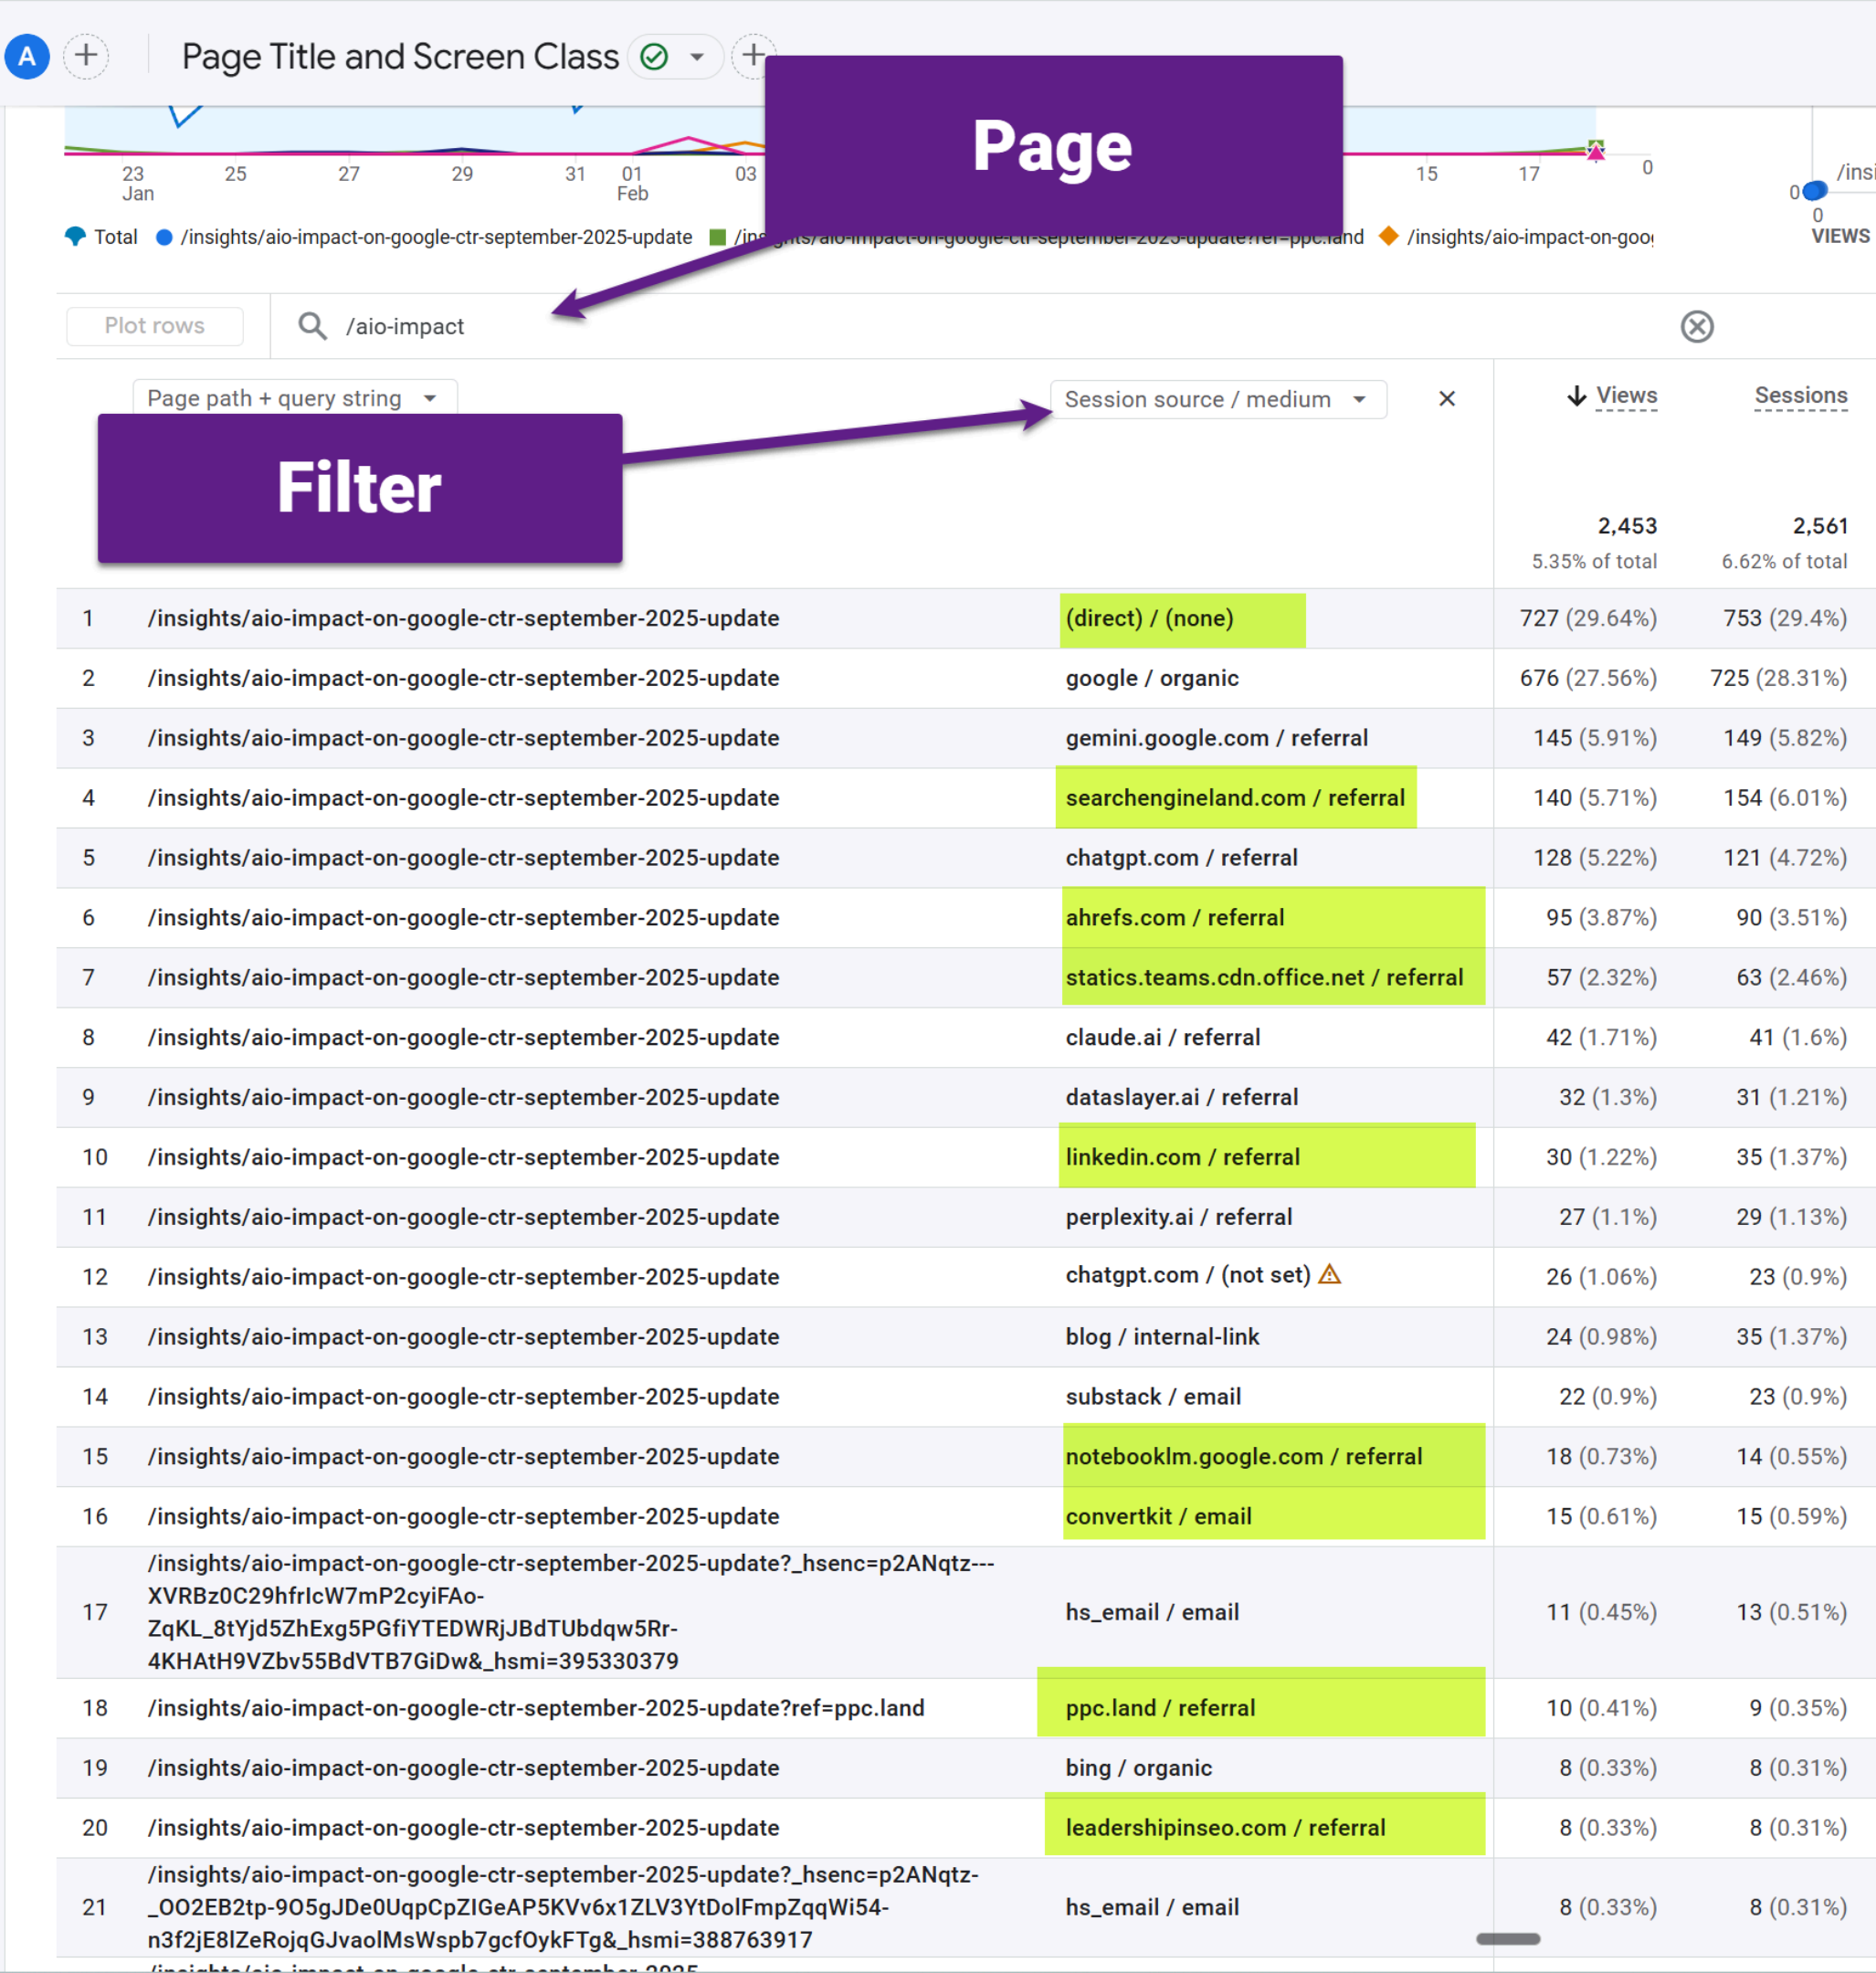 A
Page Title and Screen Class
Page
23
Jan
25
27
29
31
01
Feb
03
15
17
0
0
0
VIEWS
/insi
Total
/insights/aio-impact-on-google-ctr-september-2025-update
/insights/aio-impact-on-google-ctr-september-2025-update?ref=ppc.land
/insights/aio-impact-on-goog
Plot rows
/aio-impact
Page path + query string
Session source / medium
Views
Sessions
Filter
2,453
2,561
5.35% of total
6.62% of total
1 /insights/aio-impact-on-google-ctr-september-2025-update (direct) / (none) 727 (29.64%) 753 (29.4%)
2 /insights/aio-impact-on-google-ctr-september-2025-update google / organic 676 (27.56%) 725 (28.31%)
3 /insights/aio-impact-on-google-ctr-september-2025-update gemini.google.com / referral 145 (5.91%) 149 (5.82%)
4 /insights/aio-impact-on-google-ctr-september-2025-update searchengineland.com / referral 140 (5.71%) 154 (6.01%)
5 /insights/aio-impact-on-google-ctr-september-2025-update chatgpt.com / referral 128 (5.22%) 121 (4.72%)
6 /insights/aio-impact-on-google-ctr-september-2025-update ahrefs.com / referral 95 (3.87%) 90 (3.51%)
7 /insights/aio-impact-on-google-ctr-september-2025-update statics.teams.cdn.office.net / referral 57 (2.32%) 63 (2.46%)
8 /insights/aio-impact-on-google-ctr-september-2025-update claude.ai / referral 42 (1.71%) 41 (1.6%)
9 /insights/aio-impact-on-google-ctr-september-2025-update dataslayer.ai / referral 32 (1.3%) 31 (1.21%)
10 /insights/aio-impact-on-google-ctr-september-2025-update linkedin.com / referral 30 (1.22%) 35 (1.37%)
11 /insights/aio-impact-on-google-ctr-september-2025-update perplexity.ai / referral 27 (1.1%) 29 (1.13%)
12 /insights/aio-impact-on-google-ctr-september-2025-update chatgpt.com / (not set) 26 (1.06%) 23 (0.9%)
13 /insights/aio-impact-on-google-ctr-september-2025-update blog / internal-link 24 (0.98%) 35 (1.37%)
14 /insights/aio-impact-on-google-ctr-september-2025-update substack / email 22 (0.9%) 23 (0.9%)
15 /insights/aio-impact-on-google-ctr-september-2025-update notebooklm.google.com / referral 18 (0.73%) 14 (0.55%)
16 /insights/aio-impact-on-google-ctr-september-2025-update convertkit / email 15 (0.61%) 15 (0.59%)
/insights/aio-impact-on-google-ctr-september-2025-update?_hsenc=p2ANqtz---
XVRBz0C29hfrIcW7mP2cyiFAo-
17 hs_email / email 11 (0.45%) 13 (0.51%)
ZqKL_8tYjd5ZhExg5PGfiYTEDWRjJBdTUbdqw5Rr-
4KHAtH9VZbv55BdVTB7GiDw&_hsmi=395330379
18 /insights/aio-impact-on-google-ctr-september-2025-update?ref=ppc.land ppc.land / referral 10 (0.41%) 9 (0.35%)
19 /insights/aio-impact-on-google-ctr-september-2025-update bing / organic 8 (0.33%) 8 (0.31%)
20 /insights/aio-impact-on-google-ctr-september-2025-update leadershipinseo.com / referral 8 (0.33%) 8 (0.31%)
/insights/aio-impact-on-google-ctr-september-2025-update?_hsenc=p2ANqtz-
21 _OO2EB2tp-9O5gJDe0UqpCpZIGeAP5KVv6x1ZLV3YtDolFmpZqqWi54- hs_email / email 8 (0.33%) 8 (0.31%)
n3f2jE8lZeRojqGJvaolMsWspb7gcfOykFTg&_hsmi=388763917